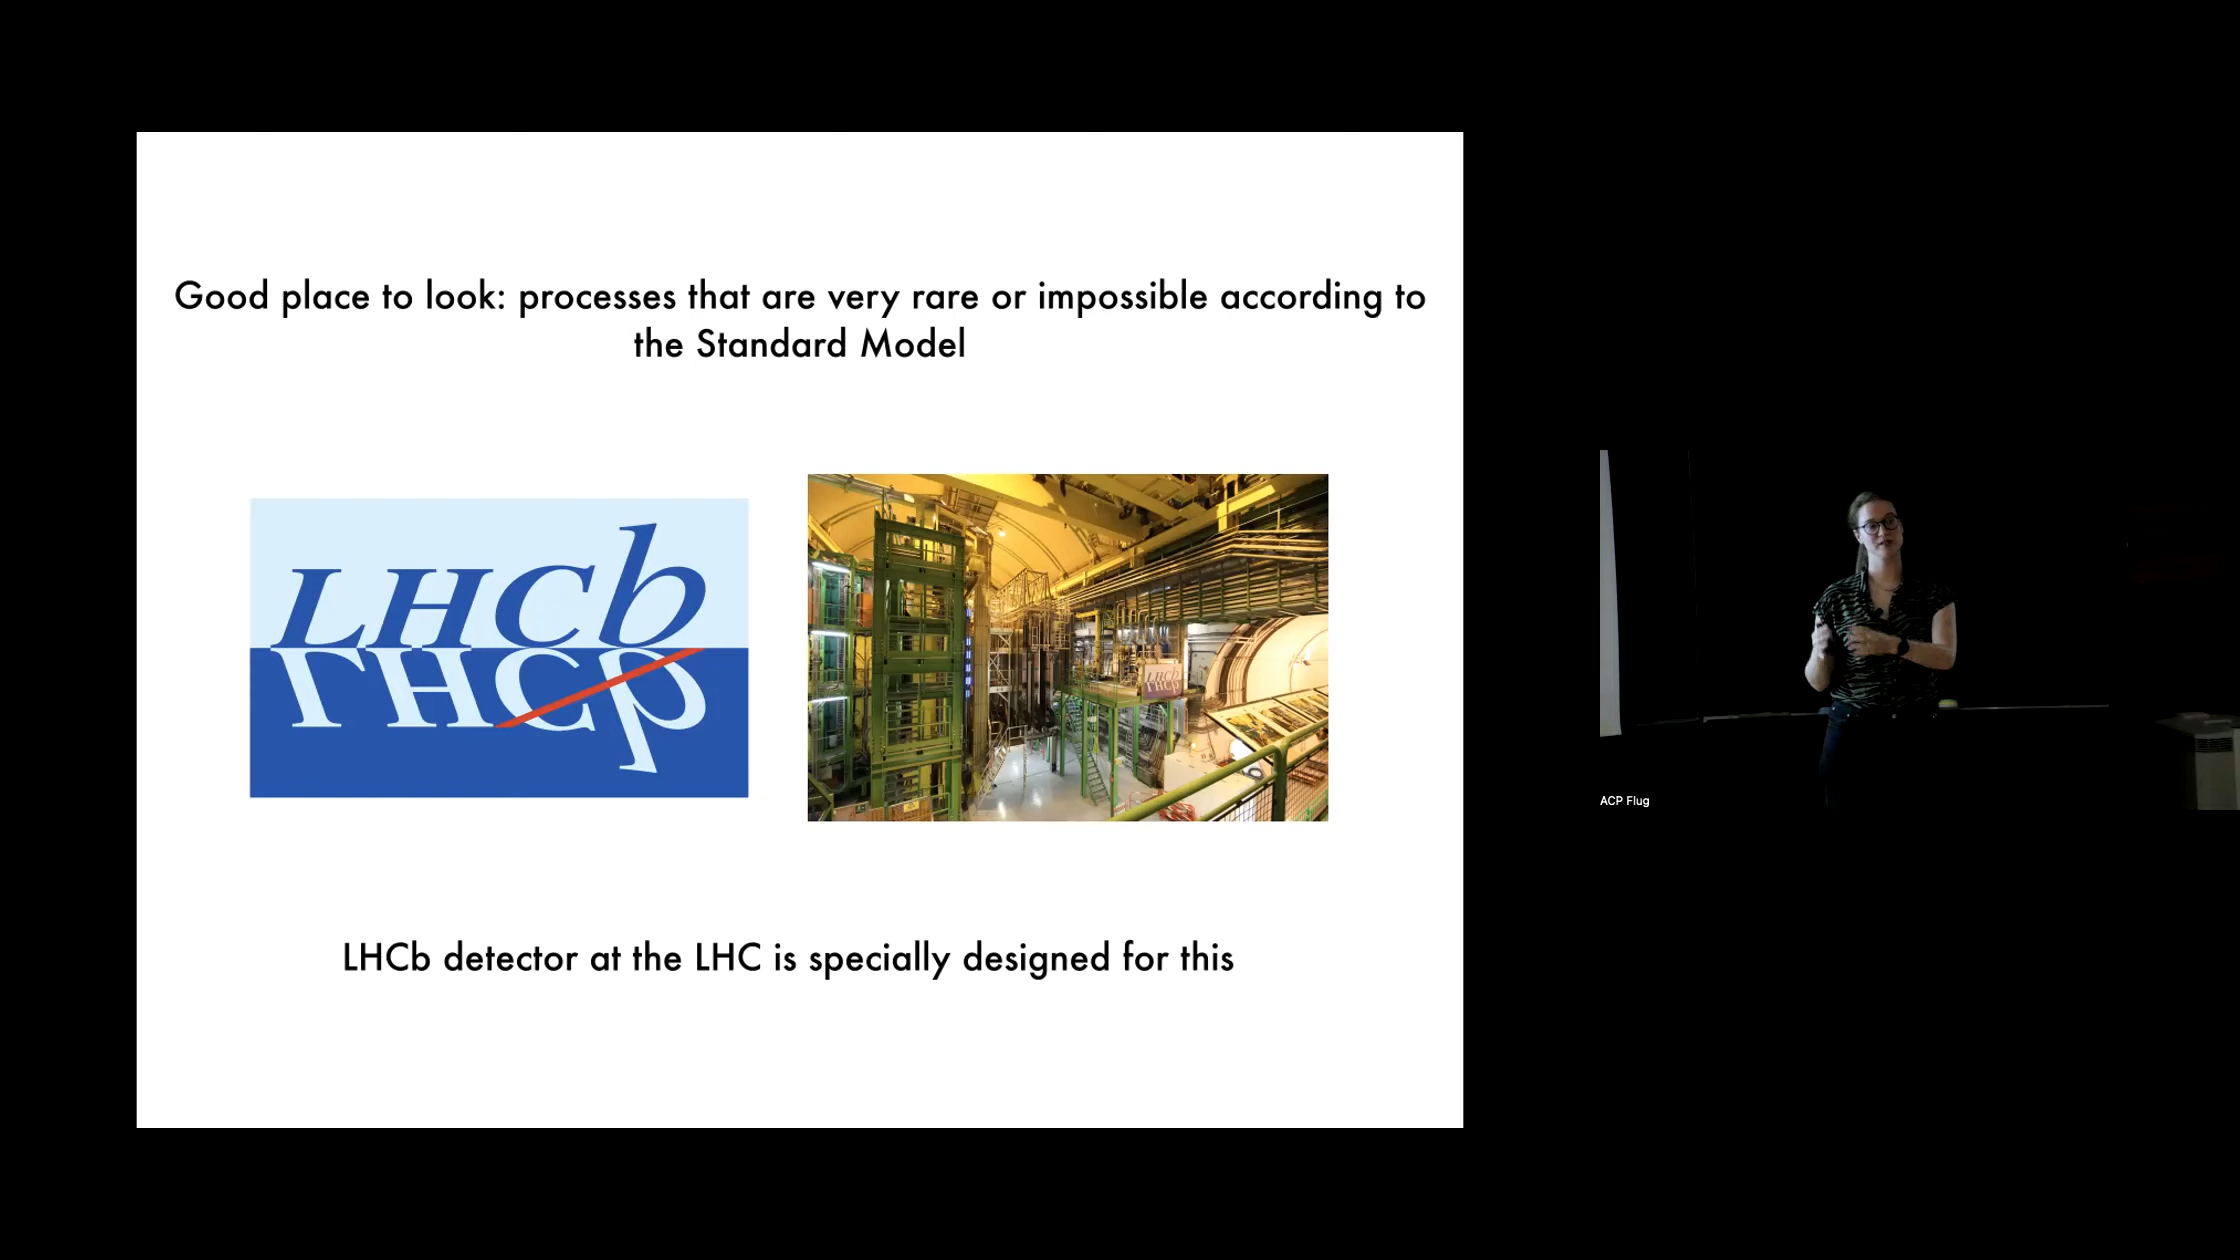 Good place to look: processes that are very rare or impossible according to
the Standard Model
LHCb
LHCb
LHCb detector at the LHC is specially designed for this
ACP Flug